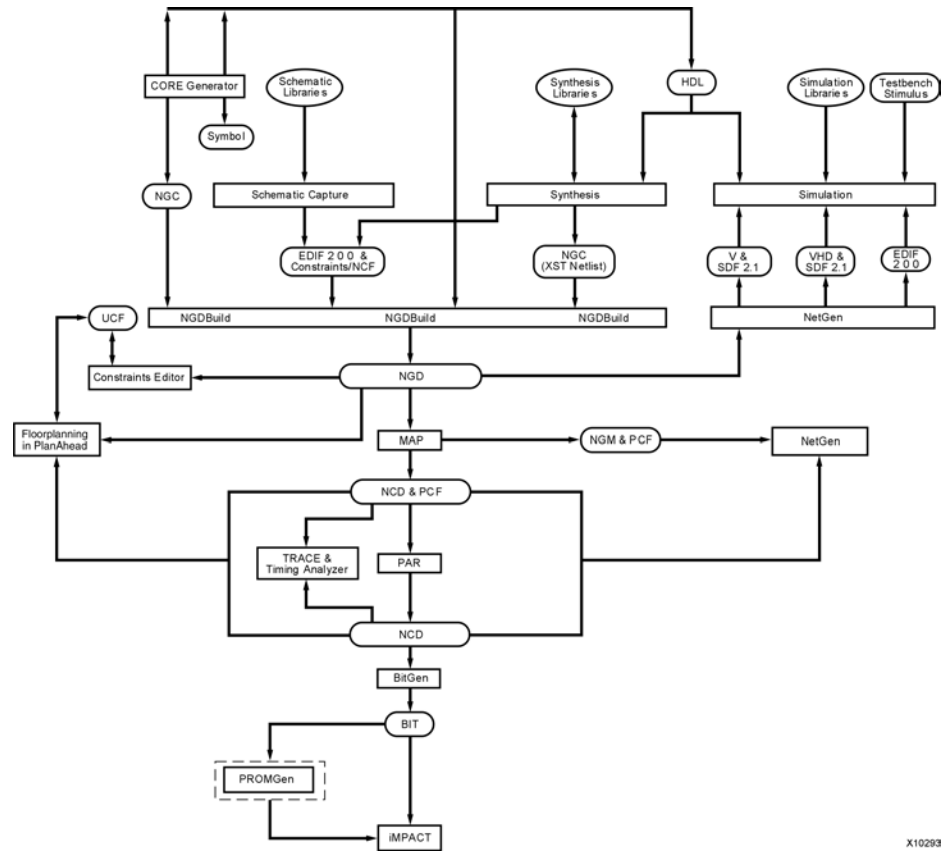 CORE Generator
Schematic
Libraries
Synthesis
Libraries
HDL
Simulation
Libraries
Testbench
Stimulus
Symbol
NGC
Schematic Capture
Synthesis
Simulation
EDIF 2 0 0 &
Constraints/NCF
NGC
(XST Netlist)
V &
SDF 2.1
VHD &
SDF 2.1
EDIF
2 0 0
UCF
NGDBuild
NGDBuild
NGDBuild
NetGen
Constraints Editor
NGD
Floorplanning
in PlanAhead
MAP
NGM & PCF
NetGen
NCD & PCF
TRACE &
Timing Analyzer
PAR
NCD
BitGen
BIT
PROMGen
iMPACT
X10293